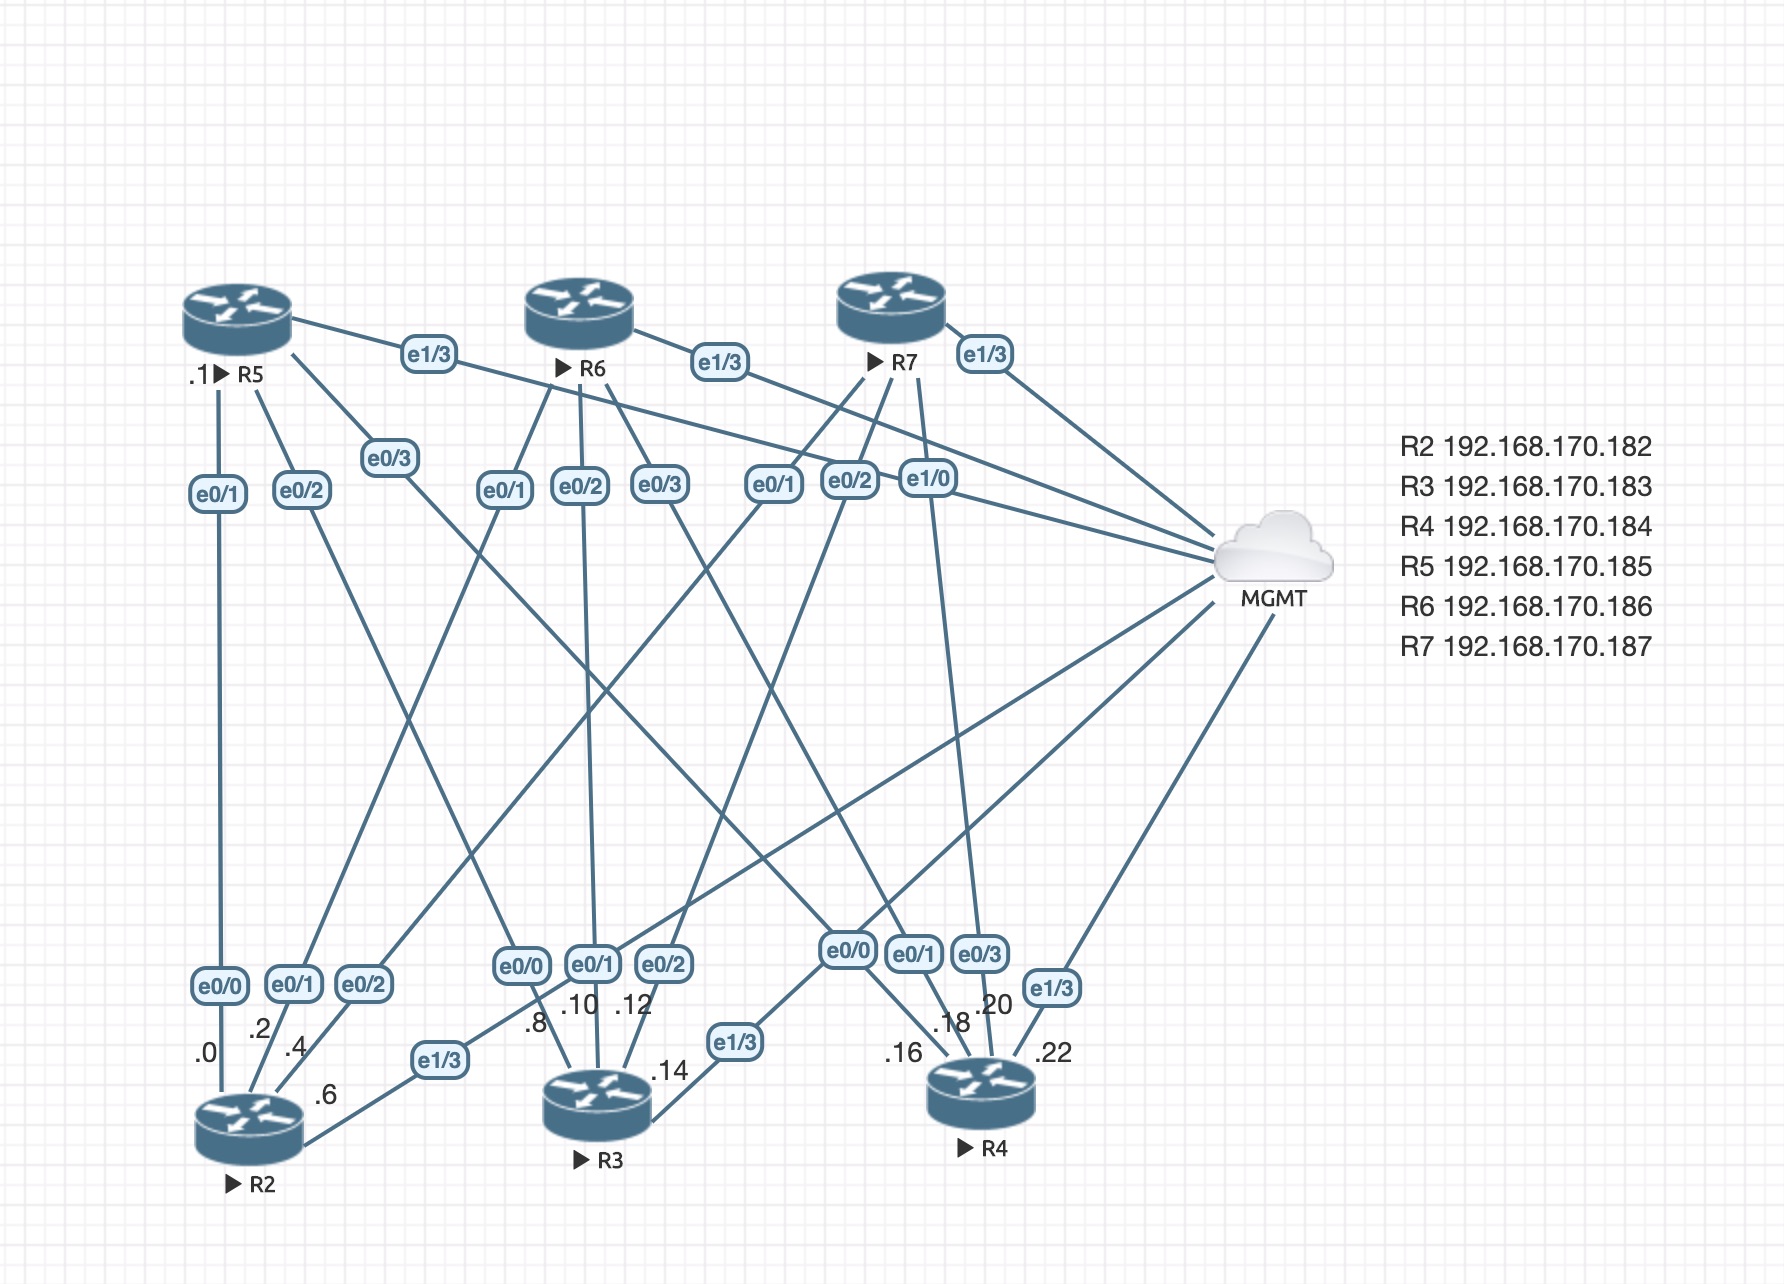 .1
R5
R6
R7
e1/3
e1/3
e1/3
e0/3
e0/1
e0/2
e0/1
e0/2
e0/3
e0/1
e0/2
e1/0
R2 192.168.170.182
R3 192.168.170.183
R4 192.168.170.184
R5 192.168.170.185
R6 192.168.170.186
R7 192.168.170.187
MGMT
e0/0
e0/1
e0/2
e0/0
e0/1
e0/2
e0/0
e0/1
e0/3
e1/3
.0
.2
.4
.6
e1/3
.8
.10
.12
.14
e1/3
.16
.18
.20
.22
R2
R3
R4